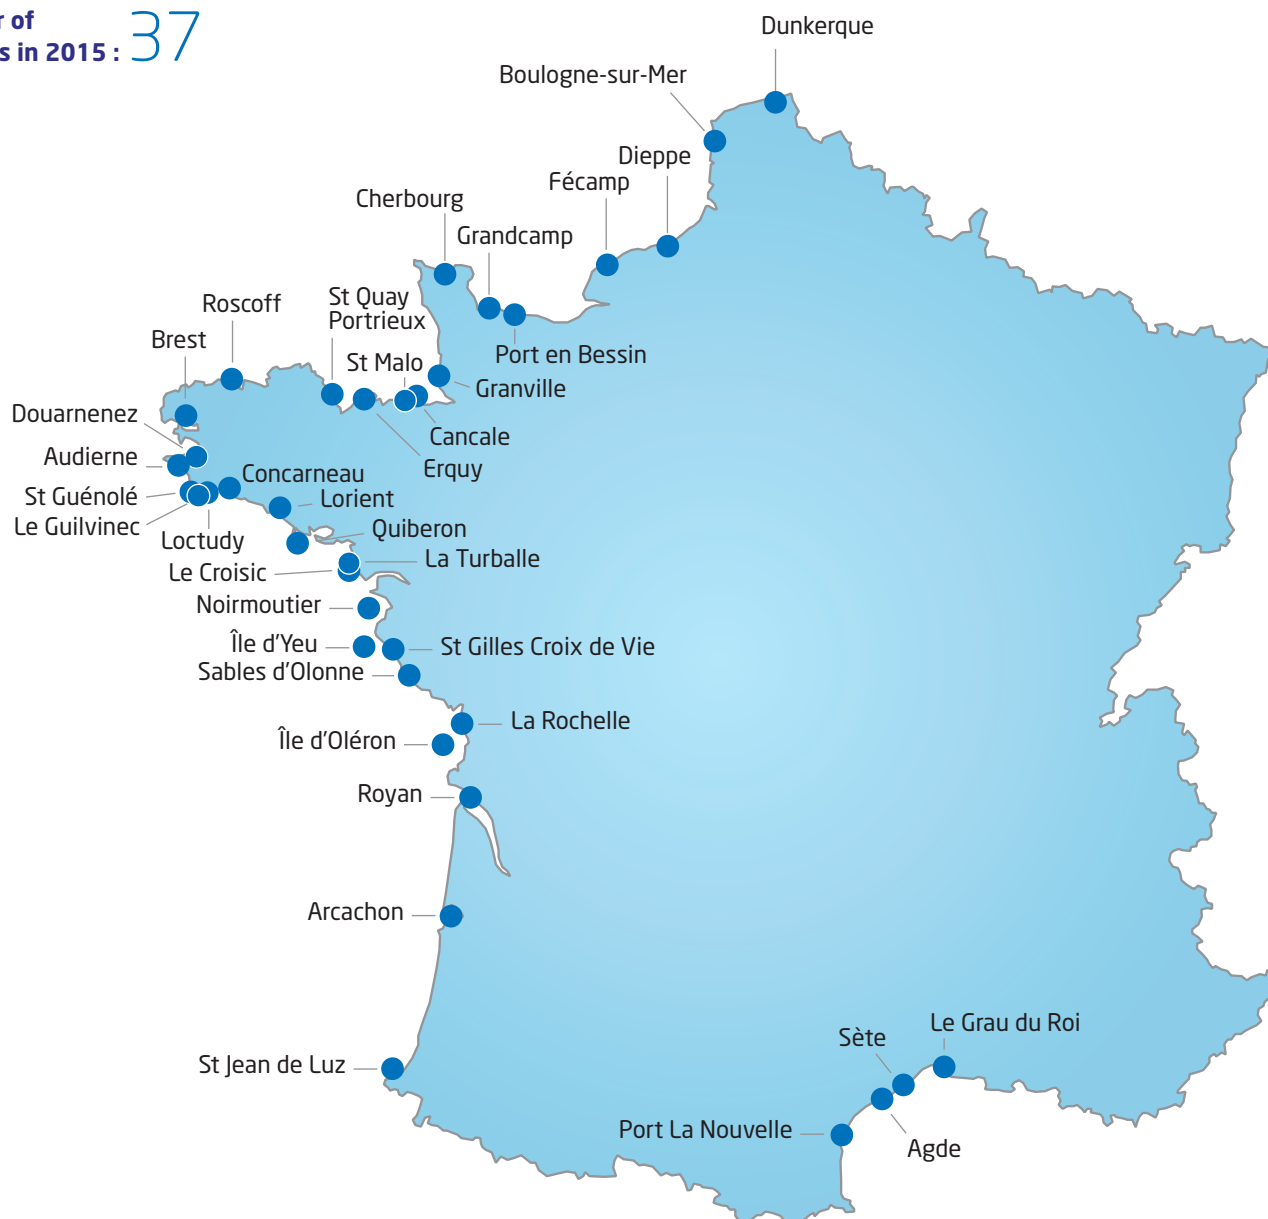 r of
s in 2015 : 37
Dunkerque
Boulogne-sur-Mer
Dieppe
Fécamp
Cherbourg
Grandcamp
St Quay
Portrieux
Roscoff
Brest
St Malo
Port en Bessin
Granville
Douarnenez
Cancale
Audierne
Erquy
Concarneau
St Guénolé
Lorient
Le Guilvinec
Quiberon
Loctudy
La Turballe
Le Croisic
Noirmoutier
Île d'Yeu
St Gilles Croix de Vie
Sables d'Olonne
La Rochelle
Île d'Oléron
Royan
Arcachon
Le Grau du Roi
Sète
St Jean de Luz
Port La Nouvelle
Agde